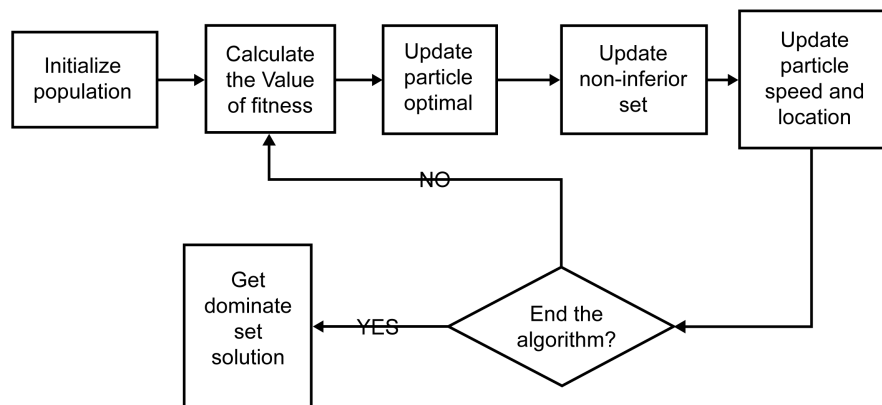 Initialize
population
Calculate
the Value
of fitness
Update
particle
optimal
Update
non-inferior
set
Update
particle
speed and
location
NO
End the
algorithm?
YES
Get
dominate
set
solution